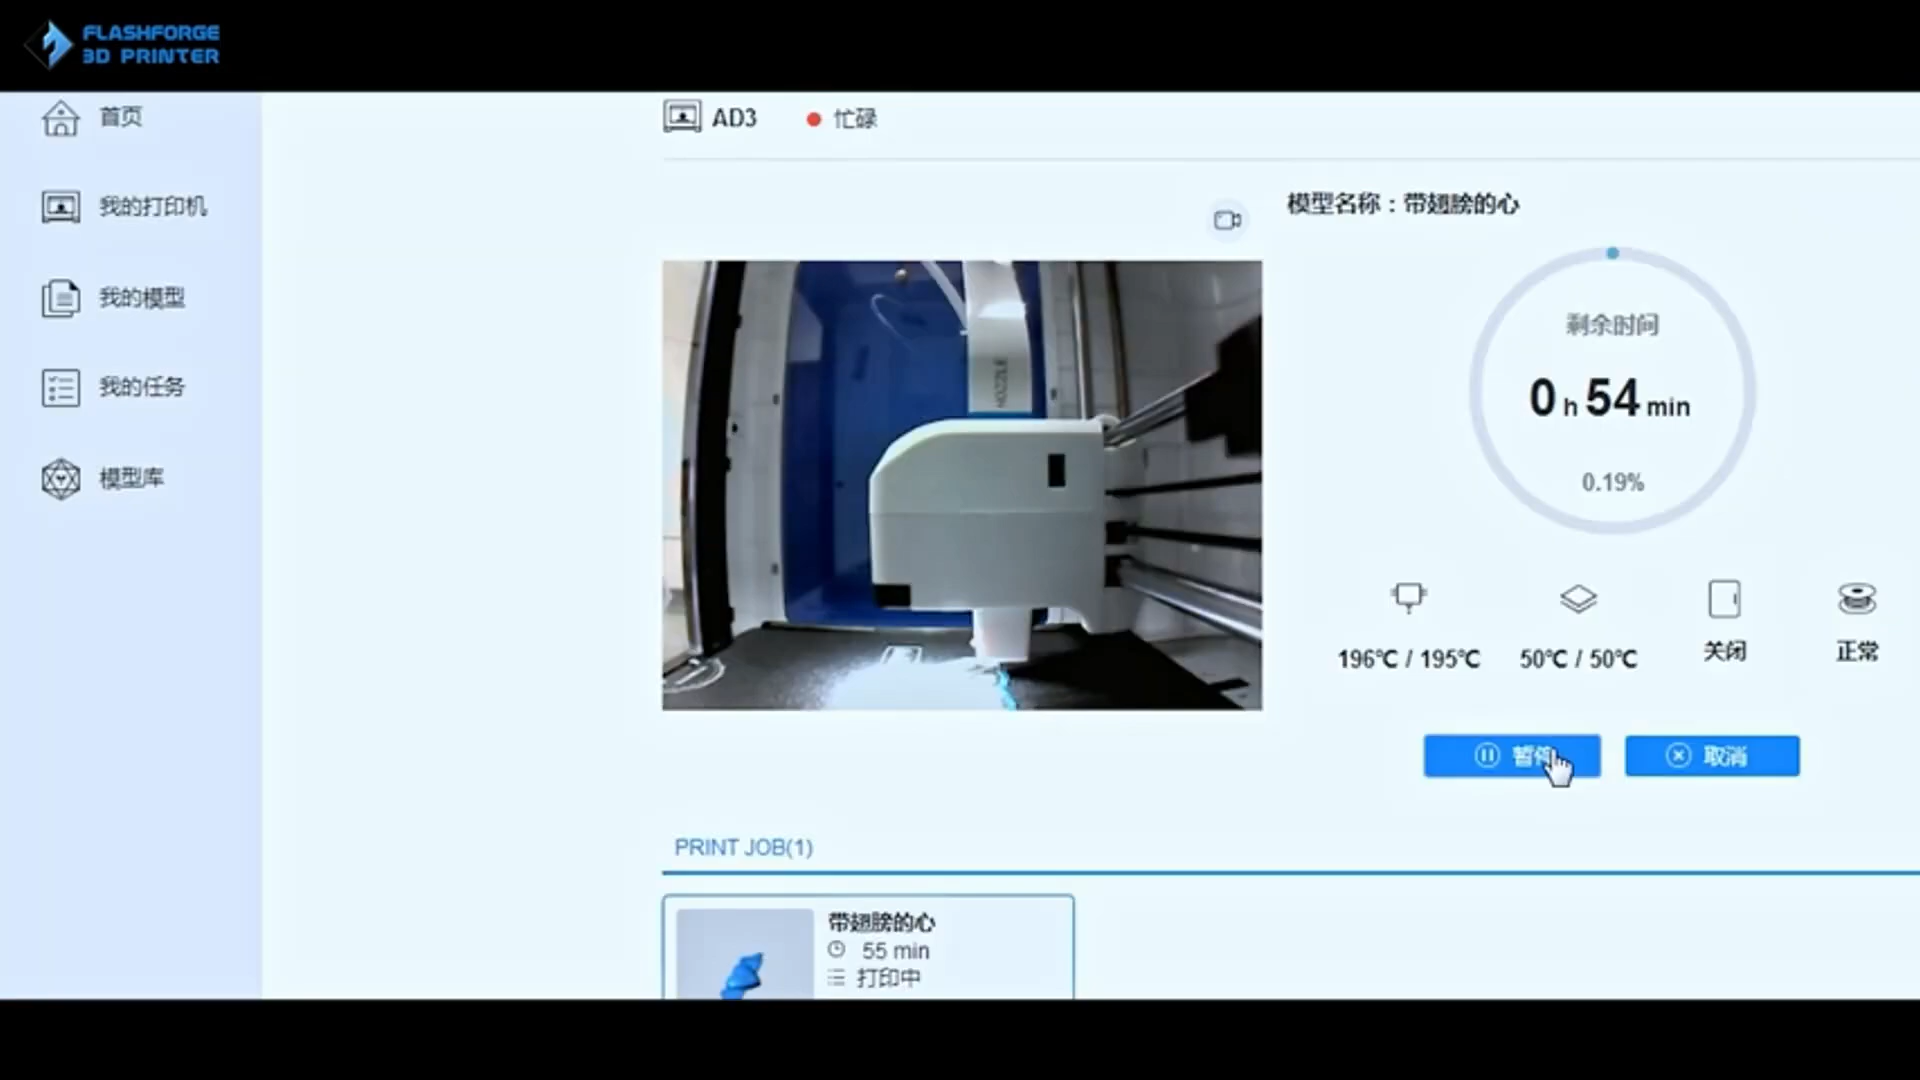 FLASHFORGE
3D PRINTER
首页
我的打印机
我的模型
我的任务
模型库
AD3
忙碌
模型名称：带翅膀的心
NOZZLE
剩余时间
0 h 54 min
0.19%
196℃ / 195℃
50℃ / 50℃
关闭
正常
暂停
取消
PRINT JOB(1)
带翅膀的心
55 min
打印中